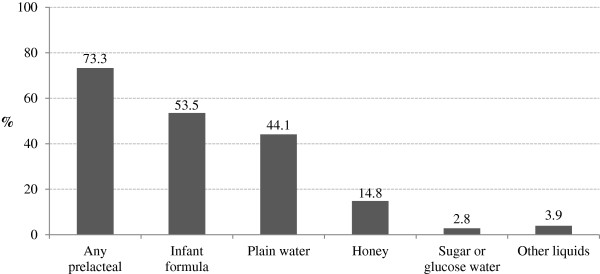 100
80
60
40
20
0
%
73.3
53.5
44.1
14.8
2.8
3.9
Any
prelacteal
Infant
formula
Plain water
Honey
Sugar or
glucose water
Other liquids